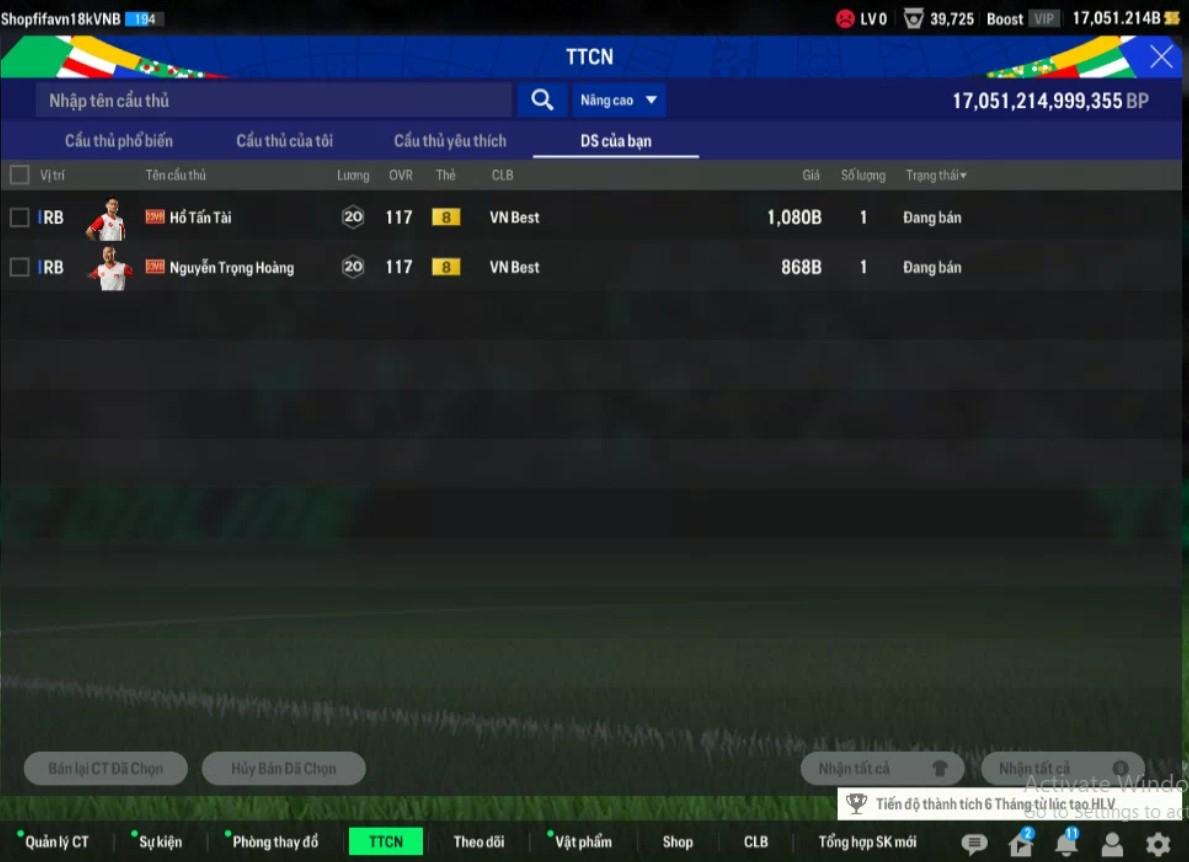 Shopfifavn18kVNB 194 LV 0 39,725 Boost VIP 17,051.214B
TTCN
Nhập tên cầu thủ Nâng cao 17,051,214,999,355 BP
Cầu thủ phổ biến Cầu thủ của tôi Cầu thủ yêu thích DS của bạn
Vị trí Tên cầu thủ Lương OVR Thẻ CLB Giá Số lượng Trạng thái
RB Hồ Tấn Tài 20 117 8 VN Best 1,080B 1 Đang bán
RB Nguyễn Trọng Hoàng 20 117 8 VN Best 868B 1 Đang bán
Bán lại CT Đã Chọn Hủy Bán Đã Chọn Nhận tất cả Nhận tất cả
Activate Windo
Tiến độ thành tích 6 Tháng từ lúc tạo HLV
Go to Settings to act
Quản lý CT Sự kiện Phòng thay đồ TTCN Theo dõi Vật phẩm Shop CLB Tổng hợp SK mới 2 11